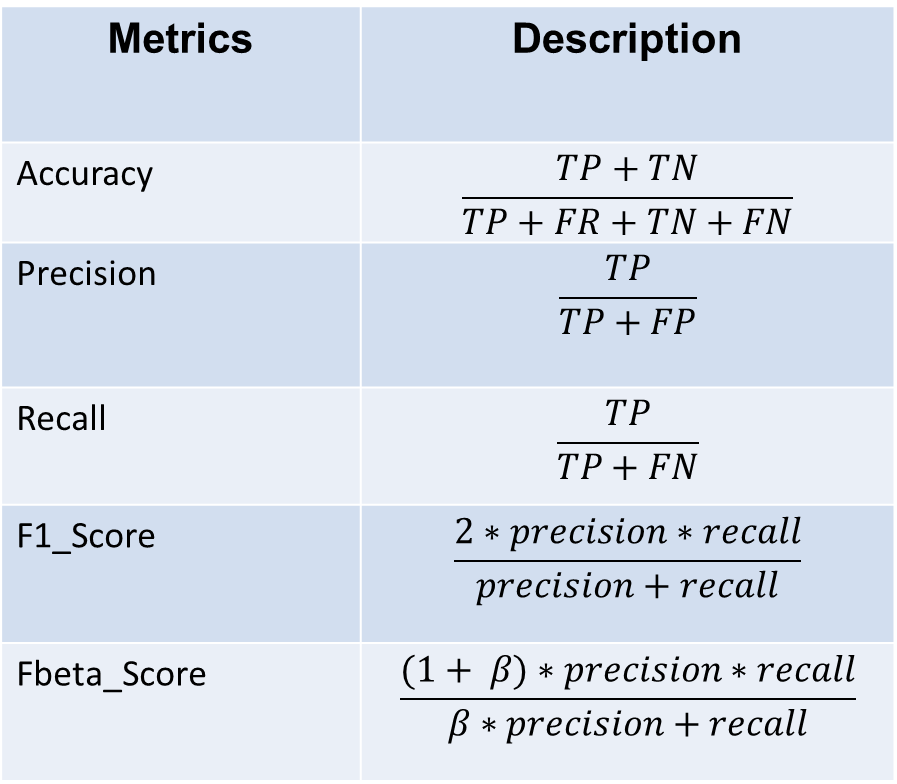 Metrics Description
Accuracy
TP + TN
TP + FR + TN + FN
Precision
TP
TP + FP
Recall
TP
TP + FN
F1_Score
2 * precision * recall
precision + recall
Fbeta_Score
(1 + β) * precision * recall
β * precision + recall